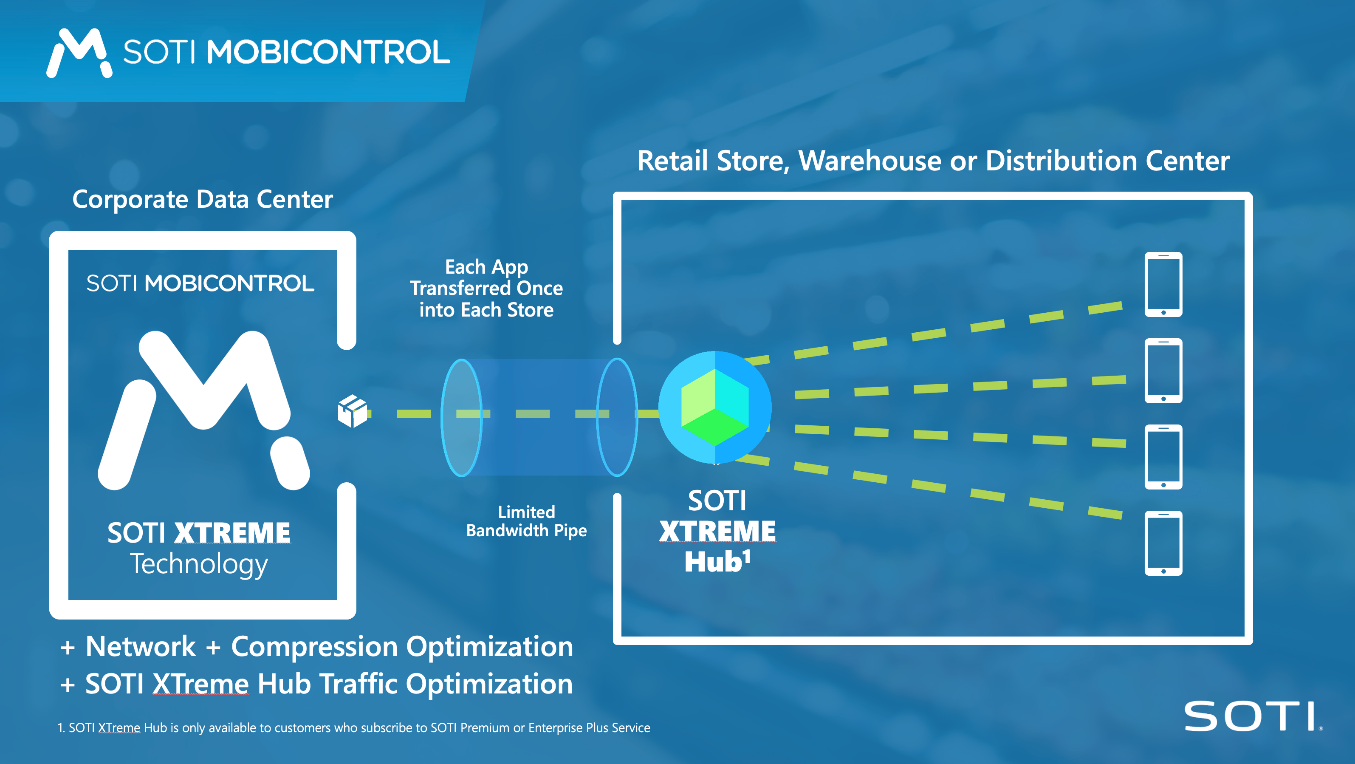 SOTI MOBICONTROL
Retail Store, Warehouse or Distribution Center
Corporate Data Center
SOTI MOBICONTROL
SOTI XTREME
Technology
Each App
Transferred Once
into Each Store
Limited
Bandwidth Pipe
SOTI
XTREME
Hub¹
+ Network + Compression Optimization
+ SOTI XTreme Hub Traffic Optimization
1. SOTI XTreme Hub is only available to customers who subscribe to SOTI Premium or Enterprise Plus Service
SOTI®